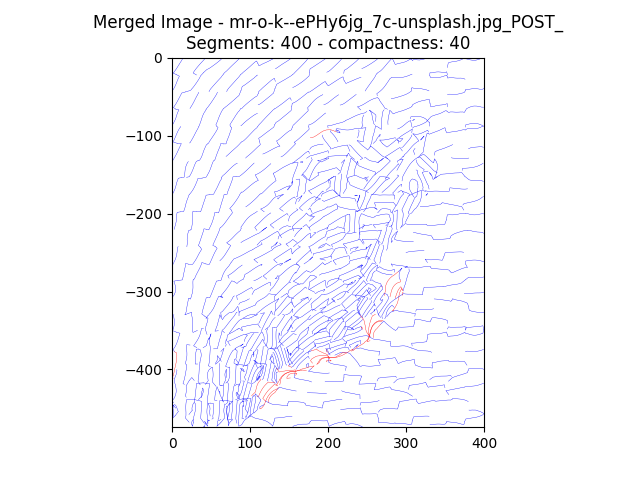 Merged Image - mr-o-k--ePHy6jg_7c-unsplash.jpg_POST_
Segments: 400 - compactness: 40
0
−100
−200
−300
−400
0 100 200 300 400